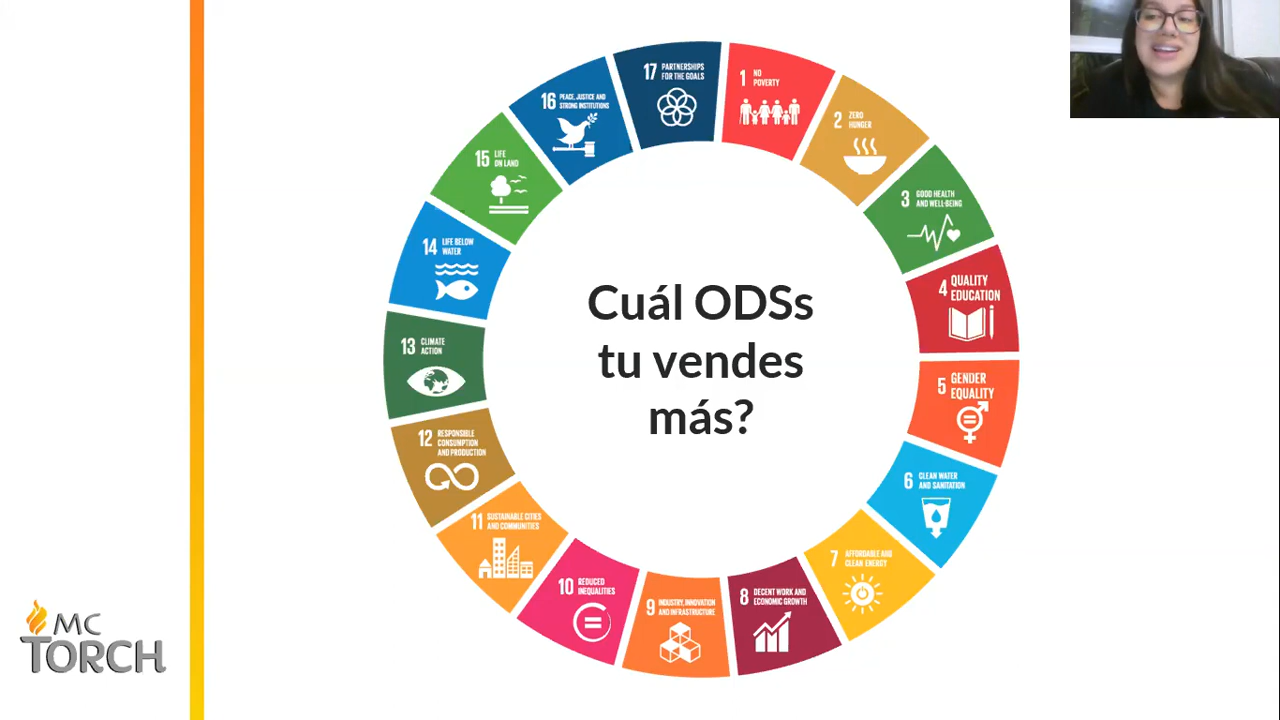 Cuál ODSs
tu vendes
más?
1 NO
POVERTY
2 ZERO
HUNGER
3 GOOD HEALTH
AND WELL-BEING
4 QUALITY
EDUCATION
5 GENDER
EQUALITY
6 CLEAN WATER
AND SANITATION
7 AFFORDABLE AND
CLEAN ENERGY
8 DECENT WORK AND
ECONOMIC GROWTH
9 INDUSTRY, INNOVATION
AND INFRASTRUCTURE
10 REDUCED
INEQUALITIES
11 SUSTAINABLE CITIES
AND COMMUNITIES
12 RESPONSIBLE
CONSUMPTION
AND PRODUCTION
13 CLIMATE
ACTION
14 LIFE BELOW
WATER
15 LIFE
ON LAND
16 PEACE, JUSTICE AND
STRONG INSTITUTIONS
17 PARTNERSHIPS
FOR THE GOALS
MC
TORCH